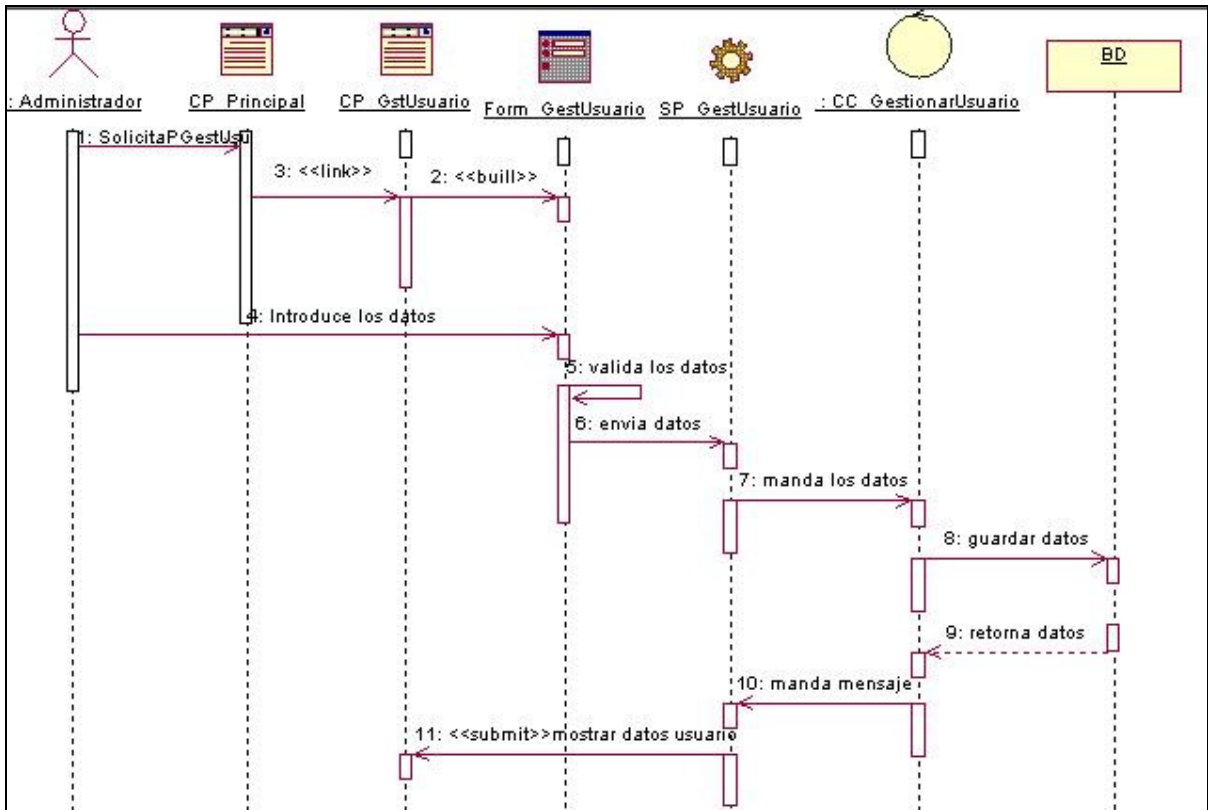 : Administrador
CP_Principal
CP_GstUsuario
Form_GestUsuario
SP_GestUsuario
: CC_GestionarUsuario
BD
1: SolicitaPGestUsu
3: <<link>>
2: <<buill>>
4: Introduce los datos
5: valida los datos
6: envia datos
7: manda los datos
8: guardar datos
9: retorna datos
10: manda mensaje
11: <<submit>>mostrar datos usuario